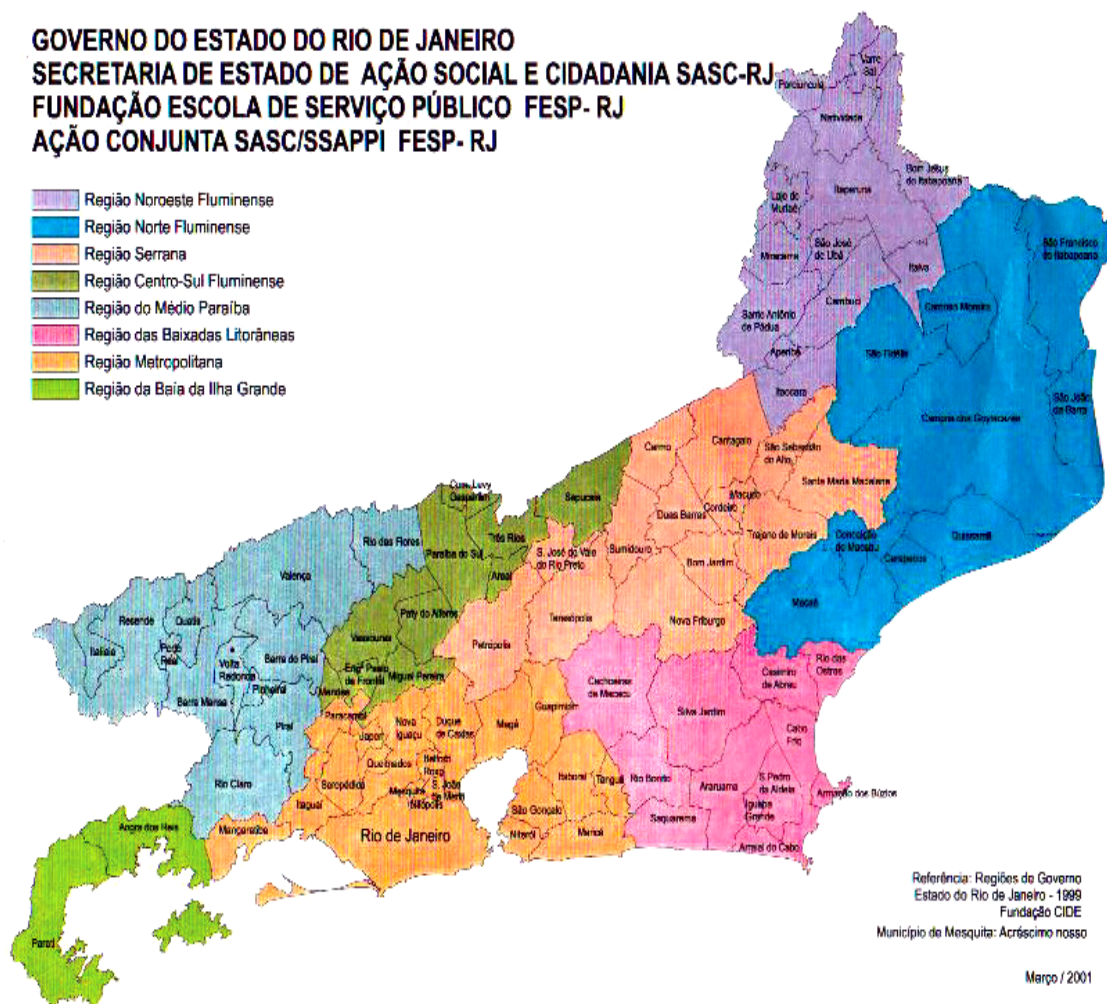 GOVERNO DO ESTADO DO RIO DE JANEIRO
SECRETARIA DE ESTADO DE AÇÃO SOCIAL E CIDADANIA SASC-RJ
FUNDAÇÃO ESCOLA DE SERVIÇO PÚBLICO FESP- RJ
AÇÃO CONJUNTA SASC/SSAPPI FESP- RJ
Região Noroeste Fluminense
Região Norte Fluminense
Região Serrana
Região Centro-Sul Fluminense
Região do Médio Paraíba
Região das Baixadas Litorâneas
Região Metropolitana
Região da Baía da Ilha Grande
Varre
Sai
Porciuncula
Natividade
Bom Jesus
do Itabapoana
Itaperuna
Laje do
Muriaé
São José
de Ubá
Miracema
Italva
São Francisco
do Itabapoana
Cambuci
Cardoso Moreira
Santo Antônio
de Pádua
Aperibé
São Fidélis
Itaocara
São João
da Barra
Campos dos Goytacazes
Carmo
Cantagalo
São Sebastião
do Alto
Santa Maria Madalena
Macuco
Cordeiro
Duas Barras
Trajano de Morais
Com. Levy
Gasparian
Sapucaia
Três Rios
Paraíba do Sul
Areal
Rio das Flores
Valença
S. José do Vale
do Rio Preto
Sumidouro
Bom Jardim
Conceição
de Macabu
Quissamã
Carapebus
Macaé
Nova Friburgo
Teresópolis
Petrópolis
Paty do Alferes
Vassouras
Engº Paulo
de Frontin
Miguel Pereira
Mendes
Resende
Quatis
Itatiaia
Porto
Real
Volta
Redonda
Barra do Piraí
Pinheiral
Barra Mansa
Piraí
Rio Claro
Cachoeiras
de Macacu
Silva Jardim
Casimiro
de Abreu
Rio das
Ostras
Cabo
Frio
Armação dos Búzios
S. Pedro
da Aldeia
Iguaba
Grande
Araruama
Rio Bonito
Saquarema
Arraial do Cabo
Paracambi
Japeri
Nova
Iguaçu
Duque
de Caxias
Magé
Guapimirim
Queimados
Belford
Roxo
Seropédica
Mesquita
S. João
de Meriti
Nilópolis
Itaguaí
Itaboraí
Tanguá
São Gonçalo
Niterói
Maricá
Rio de Janeiro
Mangaratiba
Angra dos Reis
Parati
Referência: Regiões de Governo
Estado do Rio de Janeiro - 1999
Fundação CIDE
Município de Mesquita: Acréscimo nosso
Março / 2001